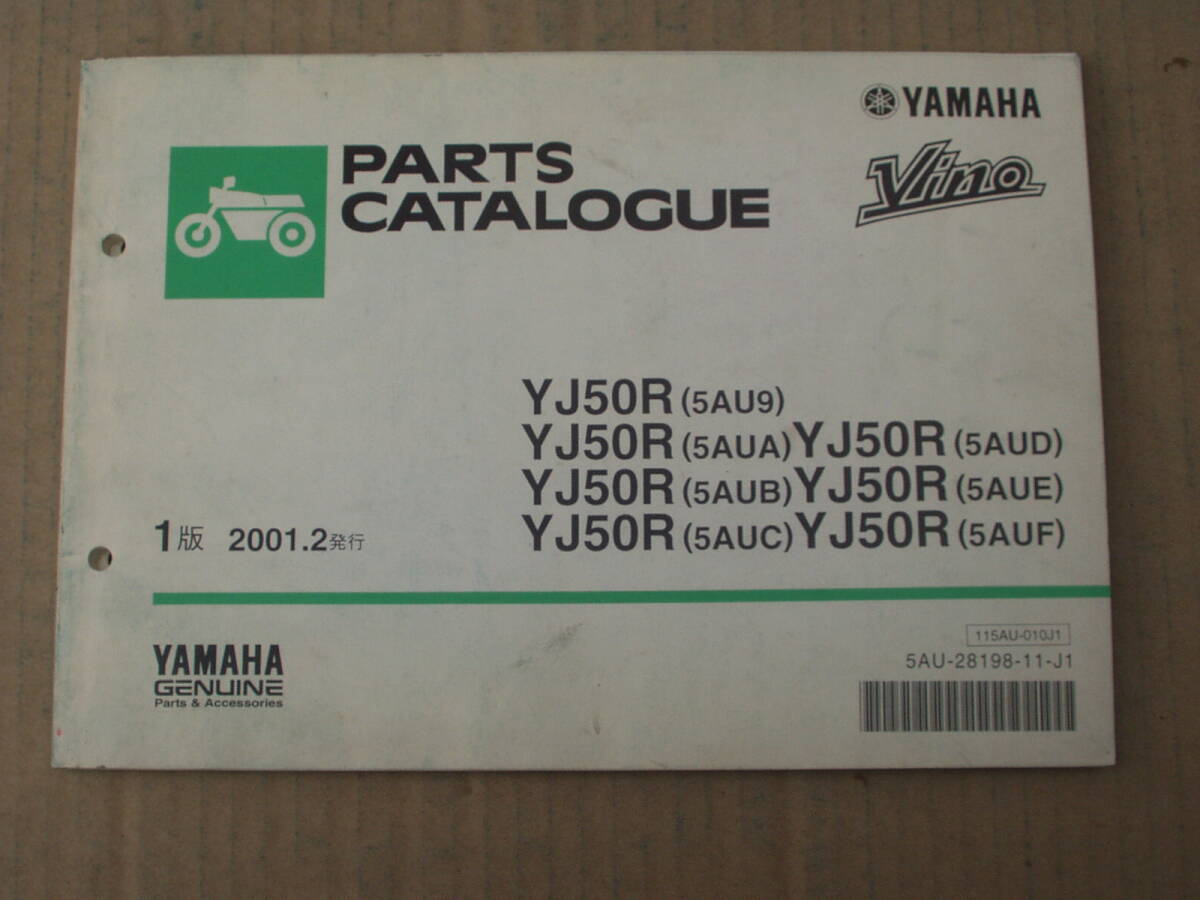 YAMAHA
Vino
PARTS
CATALOGUE
YJ50R (5AU9)
YJ50R (5AUA) YJ50R (5AUD)
YJ50R (5AUB) YJ50R (5AUE)
YJ50R (5AUC) YJ50R (5AUF)
1版 2001.2発行
YAMAHA
GENUINE
Parts & Accessories
115AU-010J1
5AU-28198-11-J1